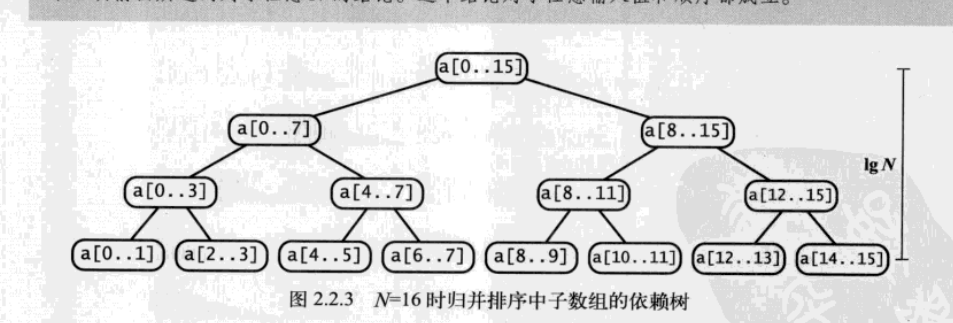 a[0..15]
a[0..7] a[8..15]
lg N
a[0..3] a[4..7] a[8..11] a[12..15]
a[0..1] a[2..3] a[4..5] a[6..7] a[8..9] a[10..11] a[12..13] a[14..15]
图 2.2.3 N=16 时归并排序中子数组的依赖树